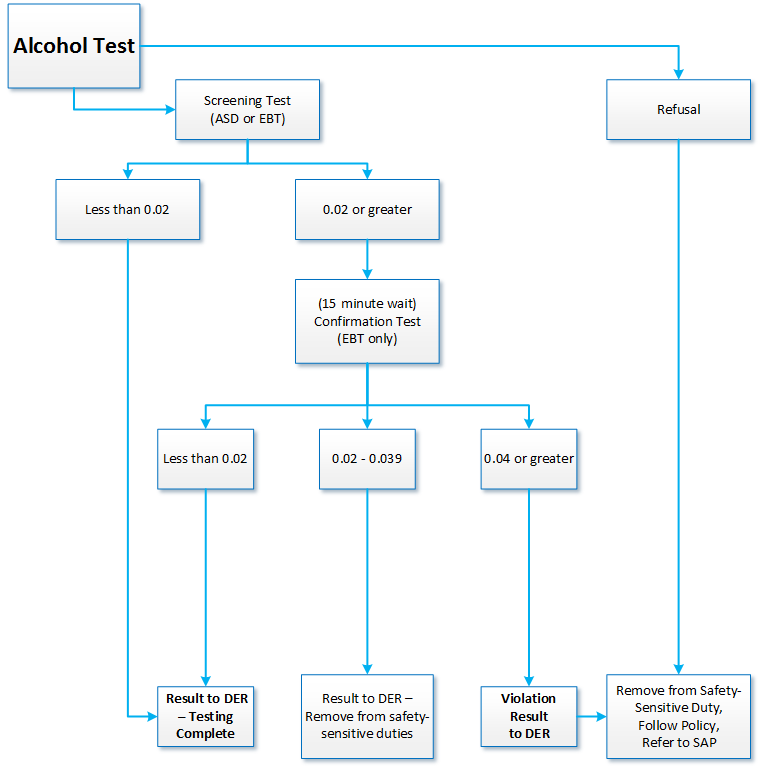 Alcohol Test
Screening Test
(ASD or EBT)
Refusal
Less than 0.02
0.02 or greater
(15 minute wait)
Confirmation Test
(EBT only)
Less than 0.02
0.02 - 0.039
0.04 or greater
Result to DER
– Testing
Complete
Result to DER –
Remove from safety-
sensitive duties
Violation
Result
to DER
Remove from Safety-
Sensitive Duty,
Follow Policy,
Refer to SAP